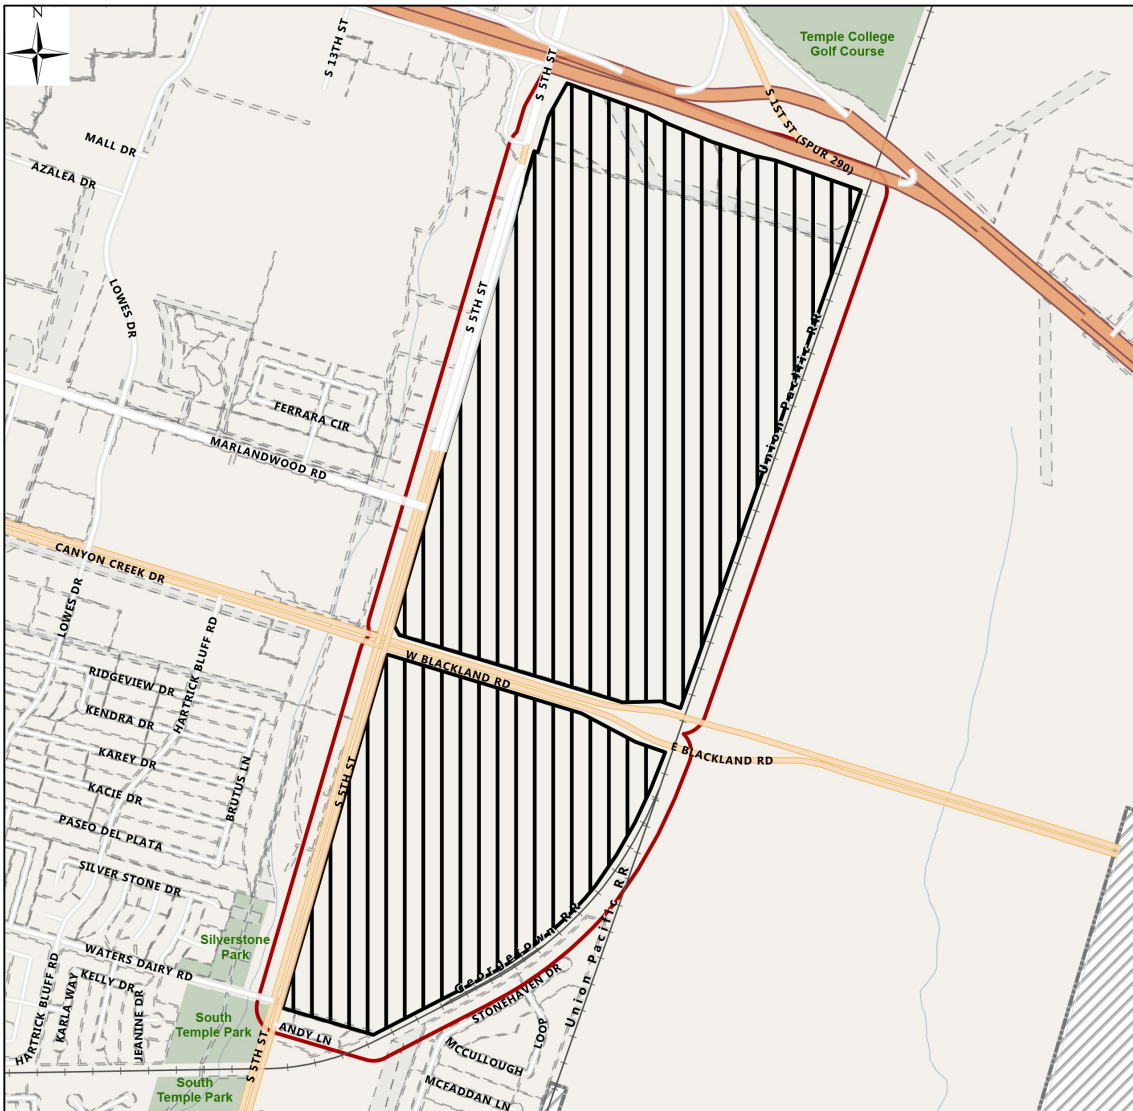 N
Temple College
Golf Course
S 13TH ST
S 5TH ST
S 1ST ST (SPUR 290)
MALL DR
AZALEA DR
LOWES DR
S 5TH ST
Union Pacific RR
FERRARA CIR
MARLANDWOOD RD
CANYON CREEK DR
LOWES DR
HARTRICK BLUFF RD
W BLACKLAND RD
RIDGEVIEW DR
KENDRA DR
E BLACKLAND RD
KAREY DR
S 5TH ST
BRUTUS LN
KACIE DR
PASEO DEL PLATA
SILVER STONE DR
Silverstone
Park
Georgetown RR
Union Pacific RR
WATERS DAIRY RD
KELLY DR
STONEHAVEN DR
HARTRICK BLUFF RD
KARLA WAY
JEANINE DR
South
Temple Park
ANDY LN
S 5TH ST
LOOP
MCCULLOUGH
MCFADDAN LN
South
Temple Park